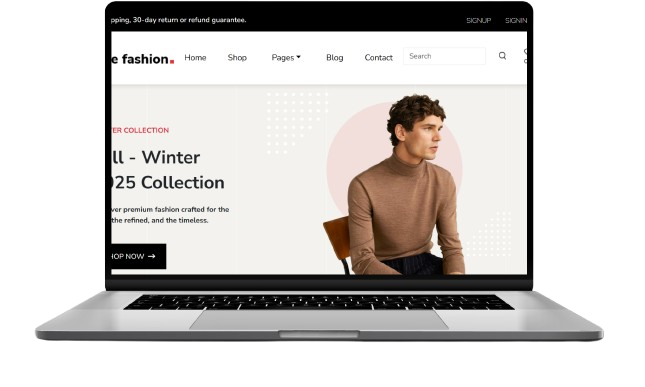 pping, 30-day return or refund guarantee. SIGNUP SIGNIN
e fashion. Home Shop Pages Blog Contact Search
ER COLLECTION
ll - Winter
025 Collection
ver premium fashion crafted for the
the refined, and the timeless.
HOP NOW →